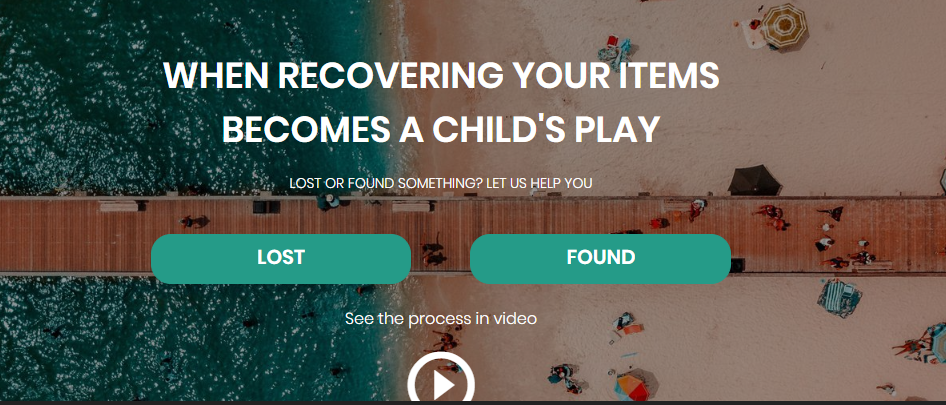 WHEN RECOVERING YOUR ITEMS
BECOMES A CHILD'S PLAY
LOST OR FOUND SOMETHING? LET US HELP YOU
LOST
FOUND
See the process in video